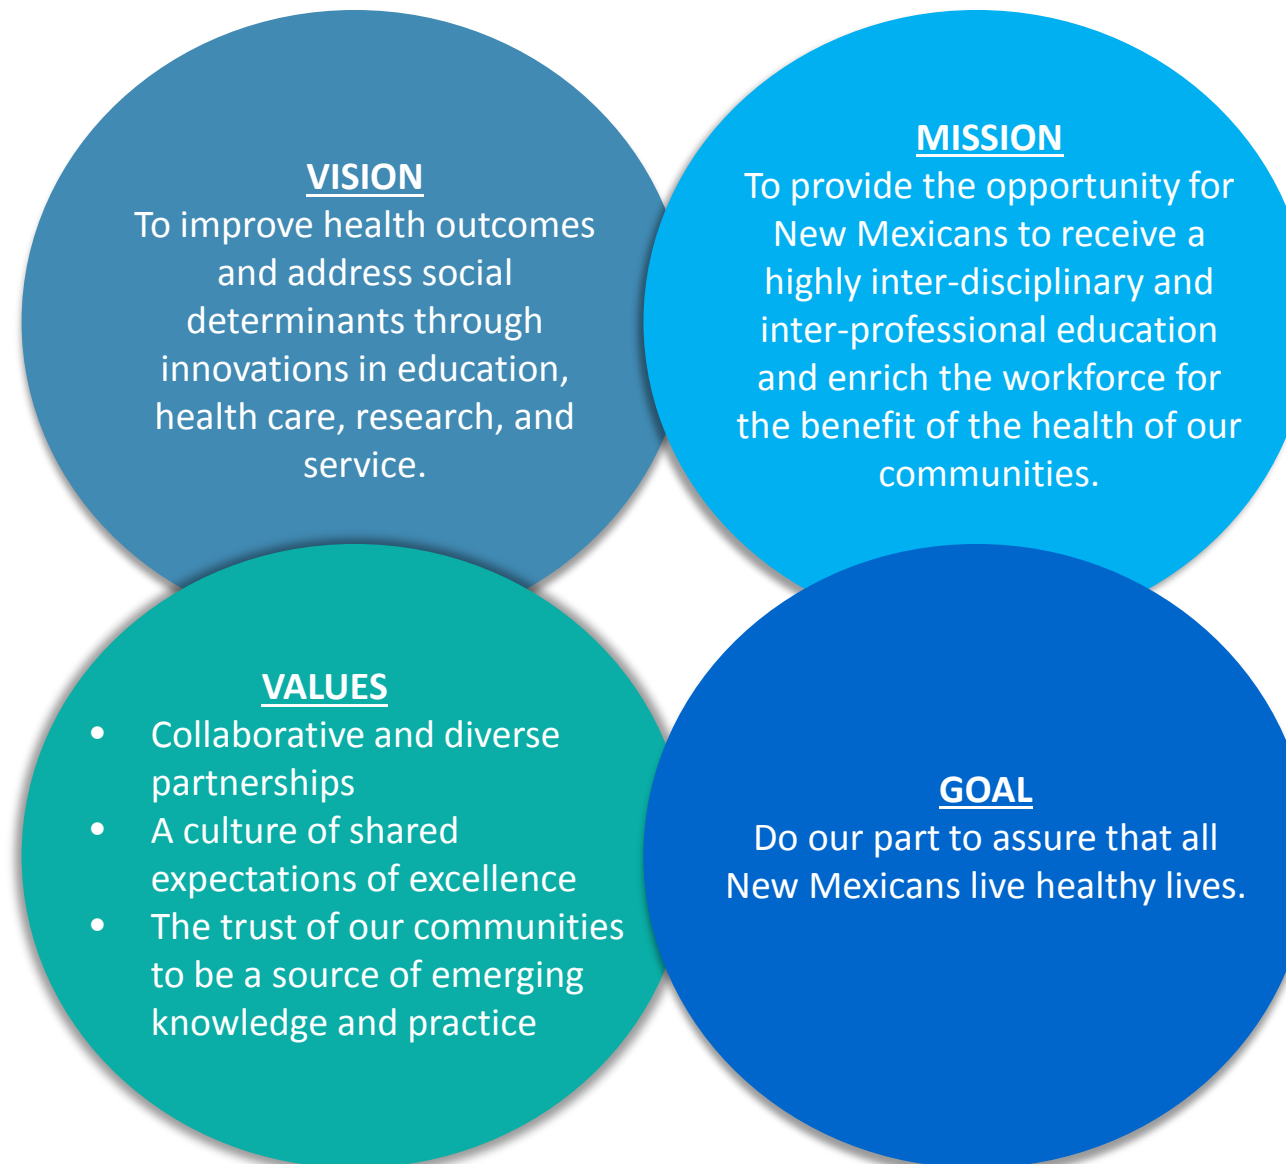 VISION
To improve health outcomes
and address social
determinants through
innovations in education,
health care, research, and
service.
MISSION
To provide the opportunity for
New Mexicans to receive a
highly inter-disciplinary and
inter-professional education
and enrich the workforce for
the benefit of the health of our
communities.
VALUES
• Collaborative and diverse
partnerships
• A culture of shared
expectations of excellence
• The trust of our communities
to be a source of emerging
knowledge and practice
GOAL
Do our part to assure that all
New Mexicans live healthy lives.